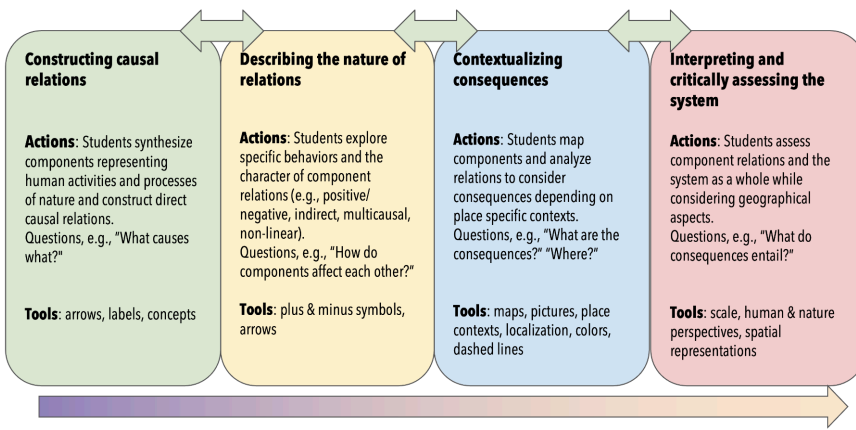 Constructing causal
relations
Actions: Students synthesize
components representing
human activities and processes
of nature and construct direct
causal relations.
Questions, e.g., “What causes
what?"
Tools: arrows, labels, concepts
Describing the nature of
relations
Actions: Students explore
specific behaviors and the
character of component
relations (e.g., positive/
negative, indirect, multicausal,
non-linear).
Questions, e.g., “How do
components affect each other?”
Tools: plus & minus symbols,
arrows
Contextualizing
consequences
Actions: Students map
components and analyze
relations to consider
consequences depending on
place specific contexts.
Questions, e.g., “What are the
consequences?” “Where?”
Tools: maps, pictures, place
contexts, localization, colors,
dashed lines
Interpreting and
critically assessing the
system
Actions: Students assess
component relations and the
system as a whole while
considering geographical
aspects.
Questions, e.g., “What do
consequences entail?”
Tools: scale, human & nature
perspectives, spatial
representations